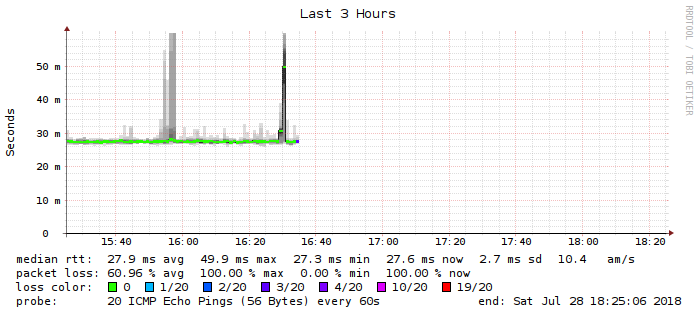 Last 3 Hours
RRDTOOL / TOBI OETIKER
Seconds
50 m
40 m
30 m
20 m
10 m
0
15:40 16:00 16:20 16:40 17:00 17:20 17:40 18:00 18:20
median rtt: 27.9 ms avg 49.9 ms max 27.3 ms min 27.6 ms now 2.7 ms sd 10.4 am/s
packet loss: 60.96 % avg 100.00 % max 0.00 % min 100.00 % now
loss color: 0 1/20 2/20 3/20 4/20 10/20 19/20
probe: 20 ICMP Echo Pings (56 Bytes) every 60s end: Sat Jul 28 18:25:06 2018